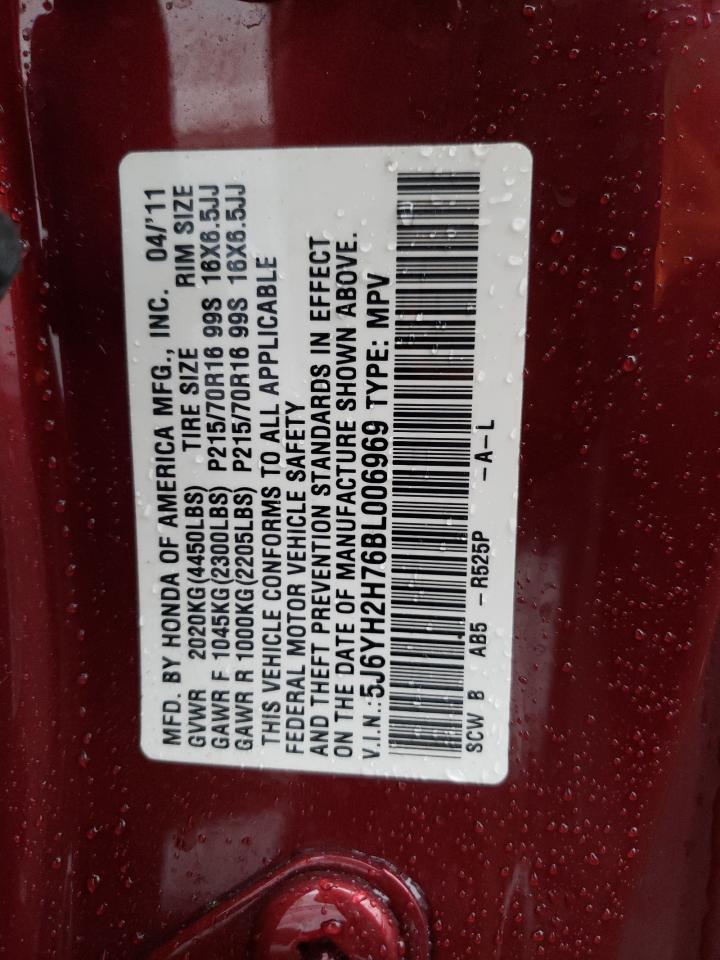 MFD. BY HONDA OF AMERICA MFG., INC. 04/'11
GVWR 2020KG(4450LBS) TIRE SIZE RIM SIZE
GAWR F 1045KG(2300LBS) P215/70R16 99S 16X6.5JJ
GAWR R 1000KG(2205LBS) P215/70R16 99S 16X6.5JJ
THIS VEHICLE CONFORMS TO ALL APPLICABLE
FEDERAL MOTOR VEHICLE SAFETY
AND THEFT PREVENTION STANDARDS IN EFFECT
ON THE DATE OF MANUFACTURE SHOWN ABOVE.
V.I.N.:5J6YH2H76BL006969 TYPE: MPV
SCW B AB5 -R525P -A-L